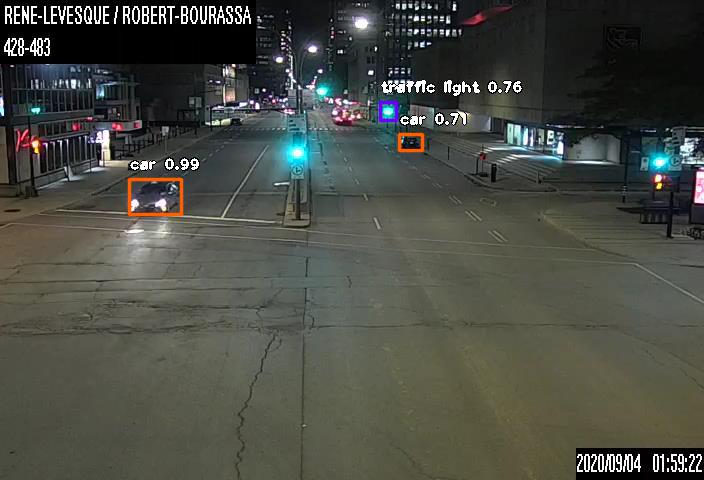 RENE-LEVESQUE / ROBERT-BOURASSA
428-483
traffic light 0.76
car 0.71
car 0.99
2020/09/04 01:59:22